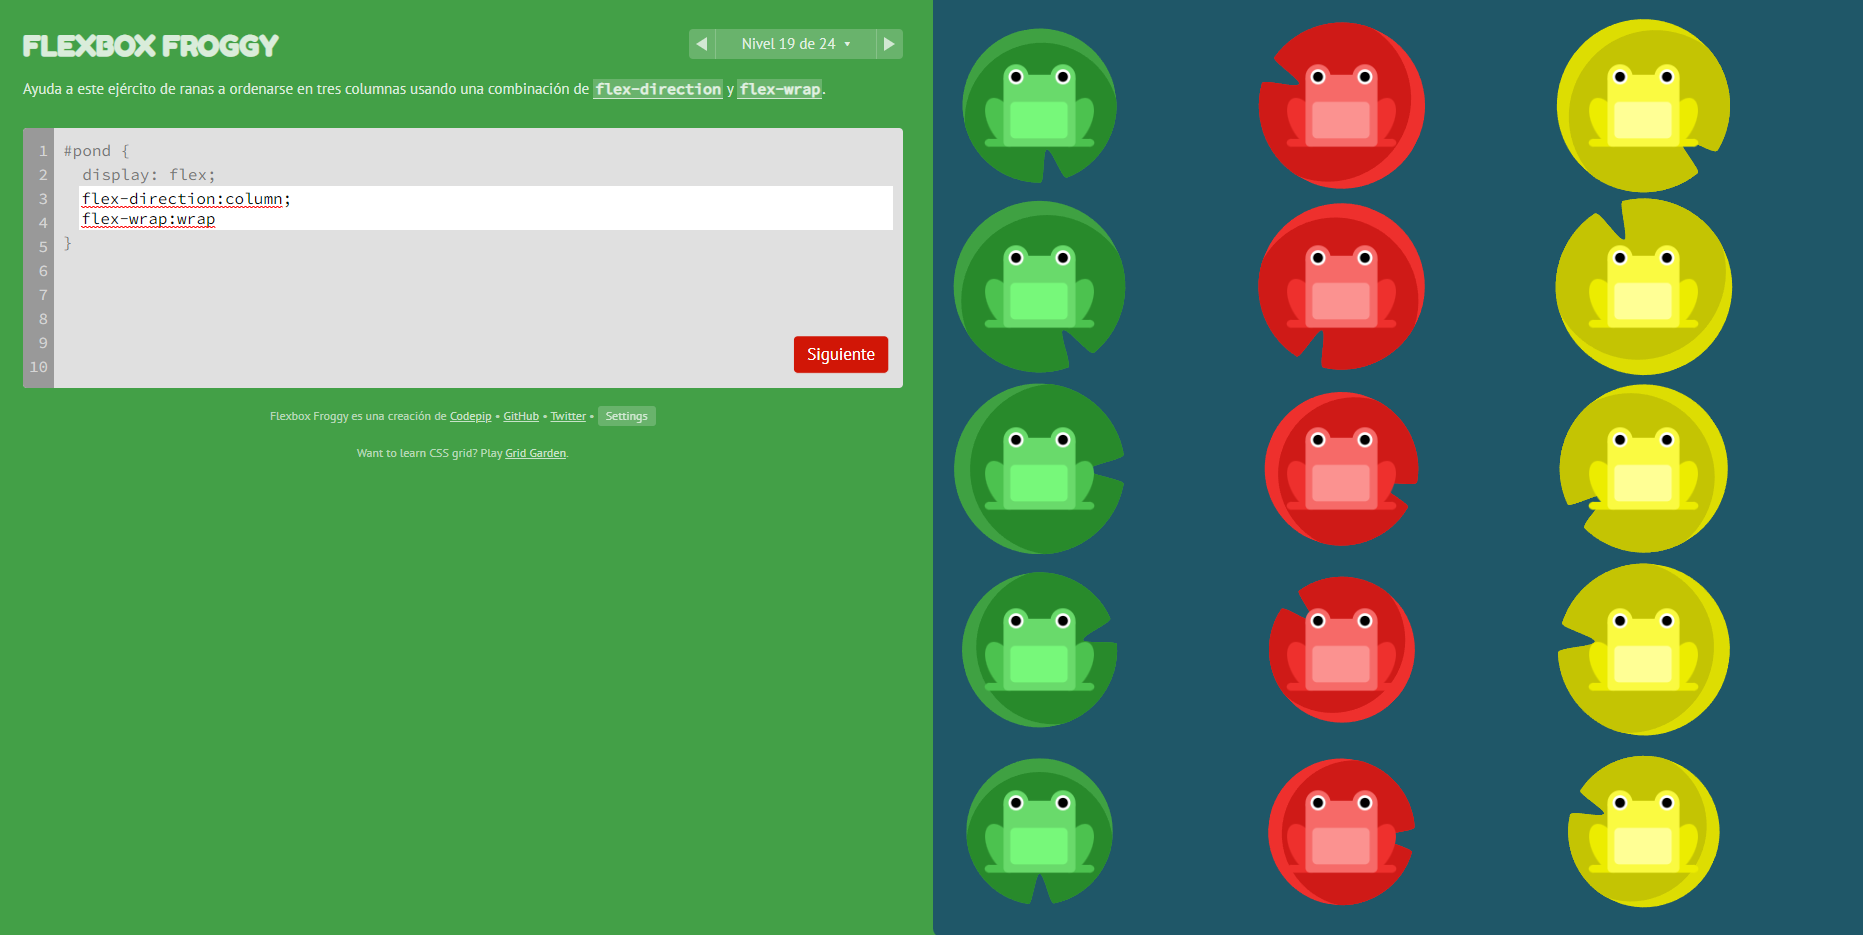 FLEXBOX FROGGY
◀ Nivel 19 de 24 ▾ ▶
Ayuda a este ejército de ranas a ordenarse en tres columnas usando una combinación de flex-direction y flex-wrap.
1 #pond {
2 display: flex;
3 flex-direction:column;
4 flex-wrap:wrap
5 }
6
7
8
9
10
Siguiente
Flexbox Froggy es una creación de Codepip • GitHub • Twitter • Settings
Want to learn CSS grid? Play Grid Garden.